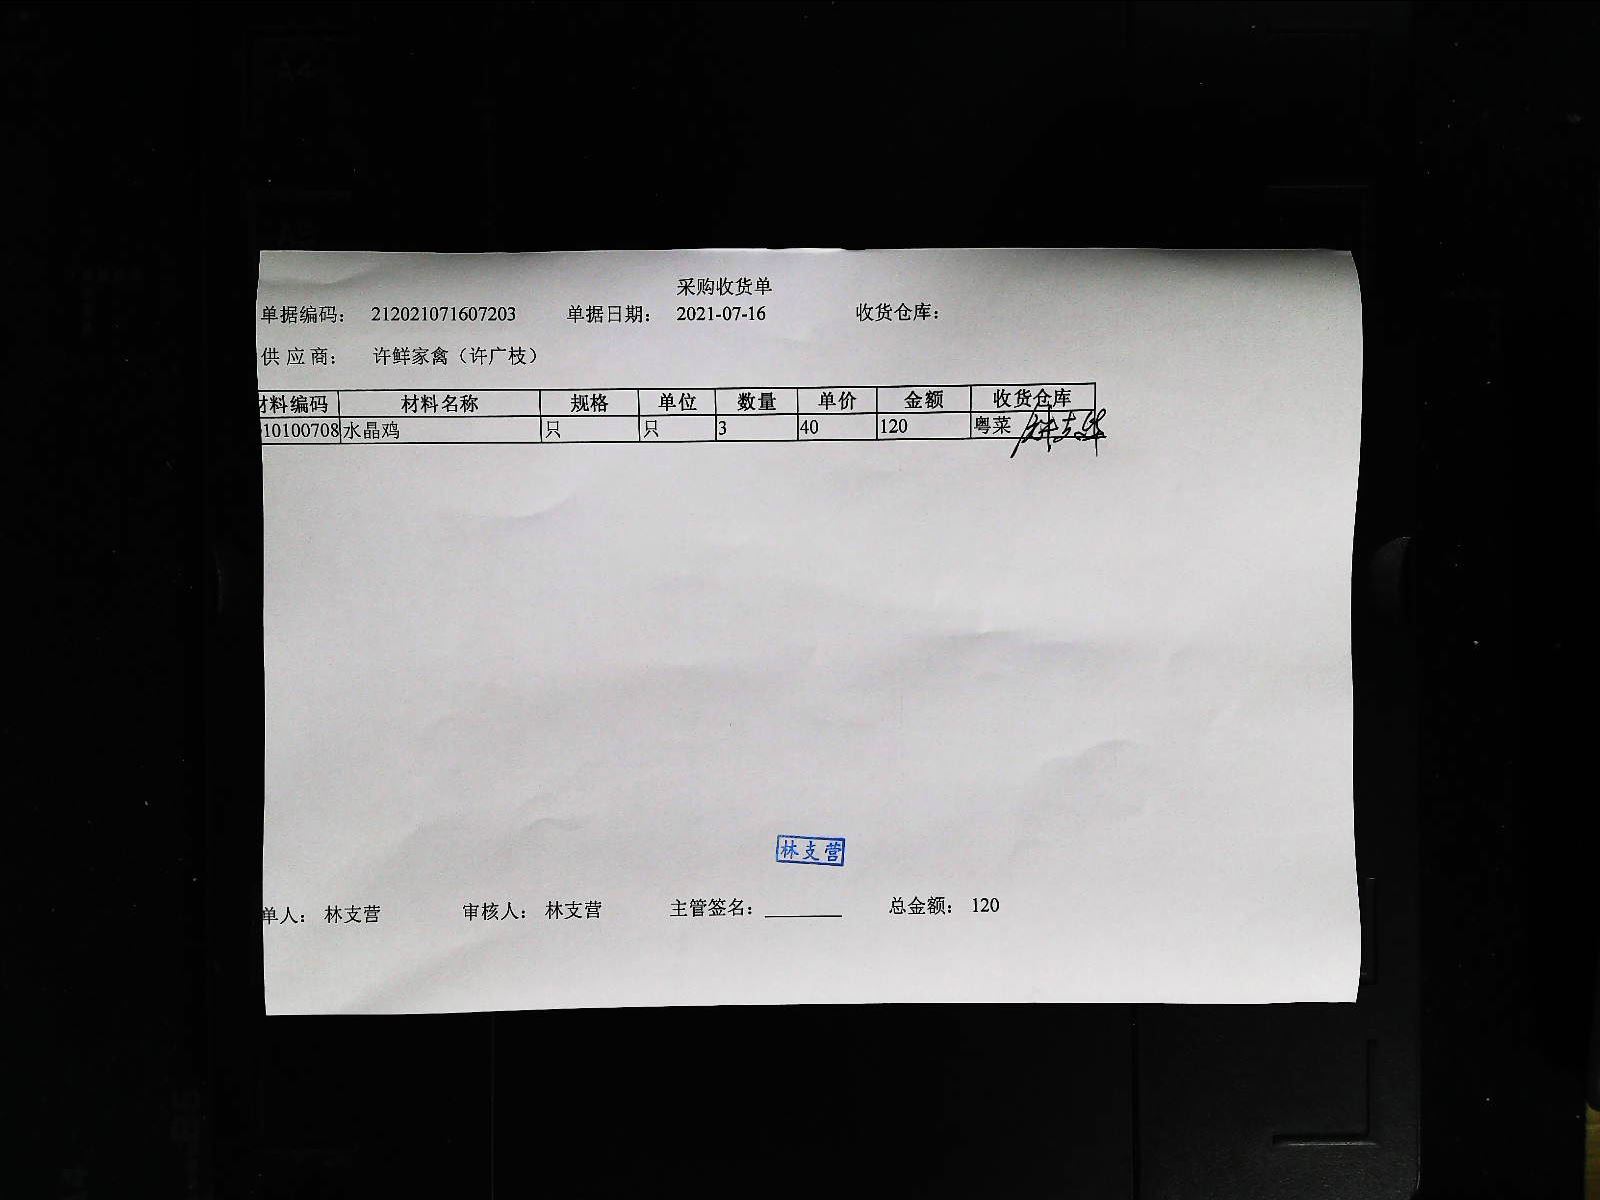 采购收货单
单据编码： 212021071607203 单据日期： 2021-07-16 收货仓库：
供 应 商： 许鲜家禽（许广枝）
材料编码 材料名称 规格 单位 数量 单价 金额 收货仓库
10100708 水晶鸡 只 只 3 40 120 粤菜
林支营
单人： 林支营 审核人： 林支营 主管签名：________ 总金额： 120